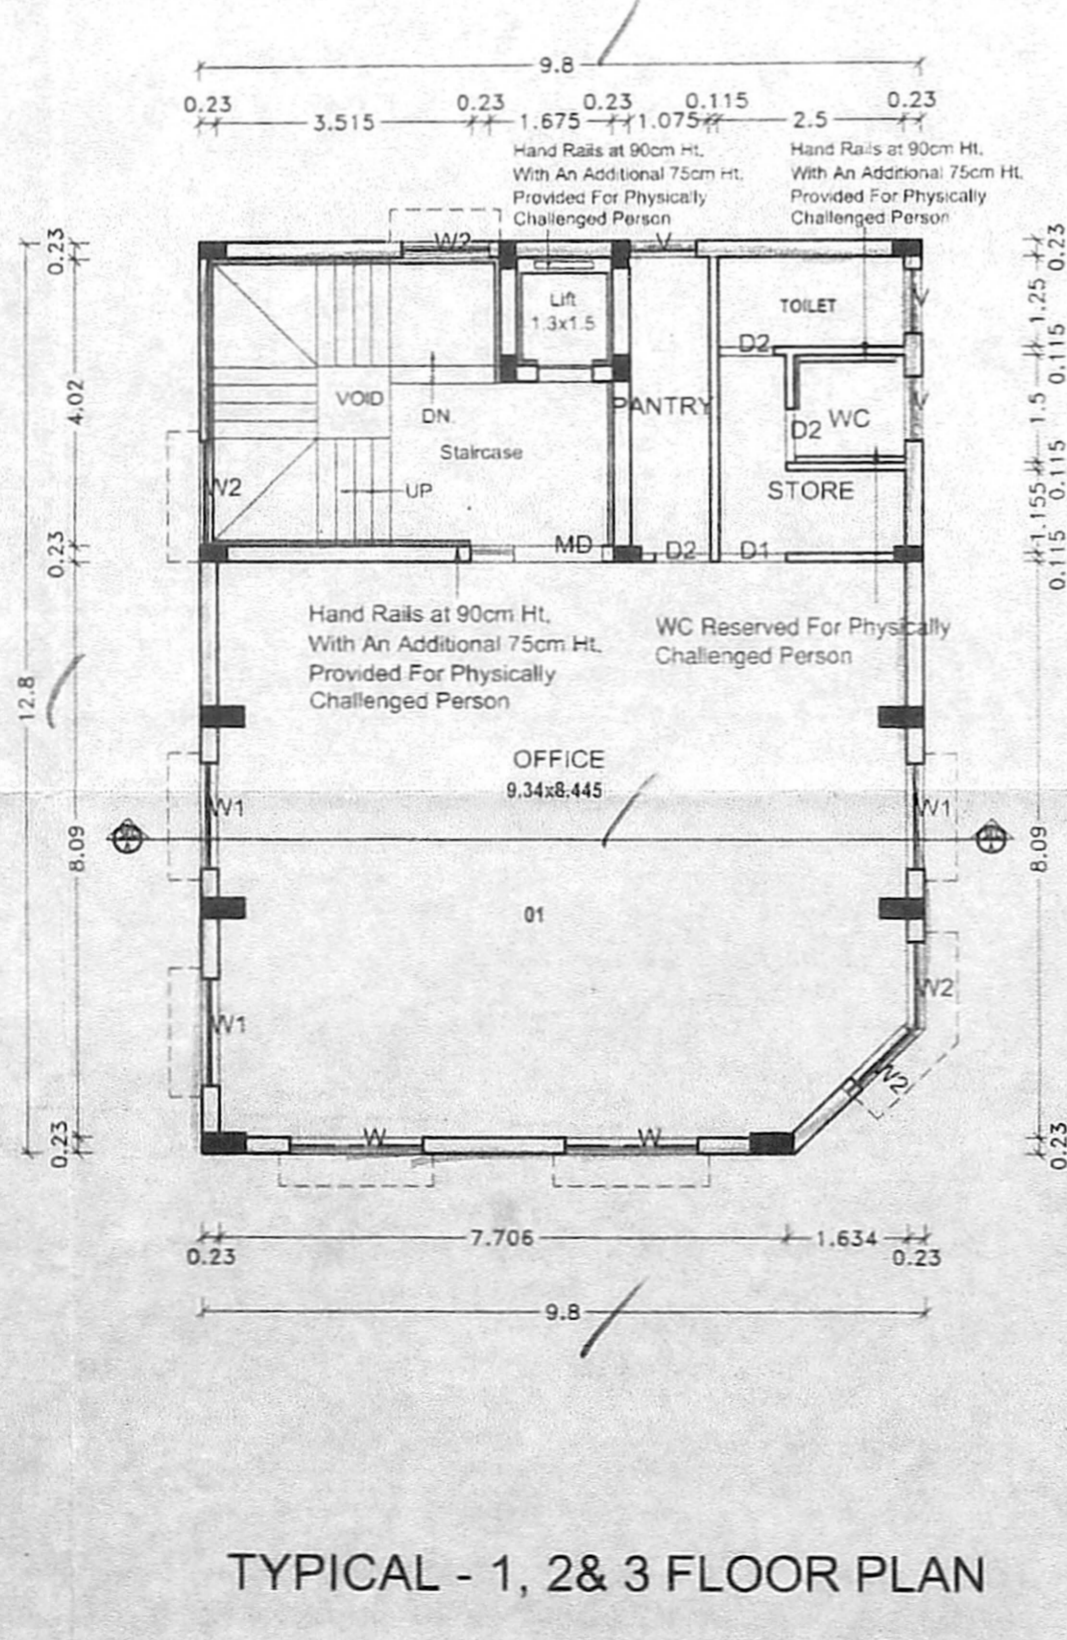 9.8
0.23 0.23 0.23 0.115 0.23
3.515 1.675 1.075 2.5
Hand Rails at 90cm Ht.
With An Additional 75cm Ht.
Provided For Physically
Challenged Person
Hand Rails at 90cm Ht.
With An Additional 75cm Ht.
Provided For Physically
Challenged Person
0.23
W2
V
0.23
Lift
1.3x1.5
TOILET
V
1.25
D2
0.115
4.02
VOID
DN.
PANTRY
D2
WC
V
1.5
Staircase
0.115
W2
UP
STORE
1.155
0.23
MD
D2
D1
0.115
Hand Rails at 90cm Ht.
With An Additional 75cm Ht.
Provided For Physically
Challenged Person
WC Reserved For Physically
Challenged Person
12.8
OFFICE
9.34x8.445
W1
W1
8.09
8.09
01
W2
W1
W2
0.23
W
W
0.23
7.706 1.634
0.23 0.23
9.8
TYPICAL - 1, 2& 3 FLOOR PLAN